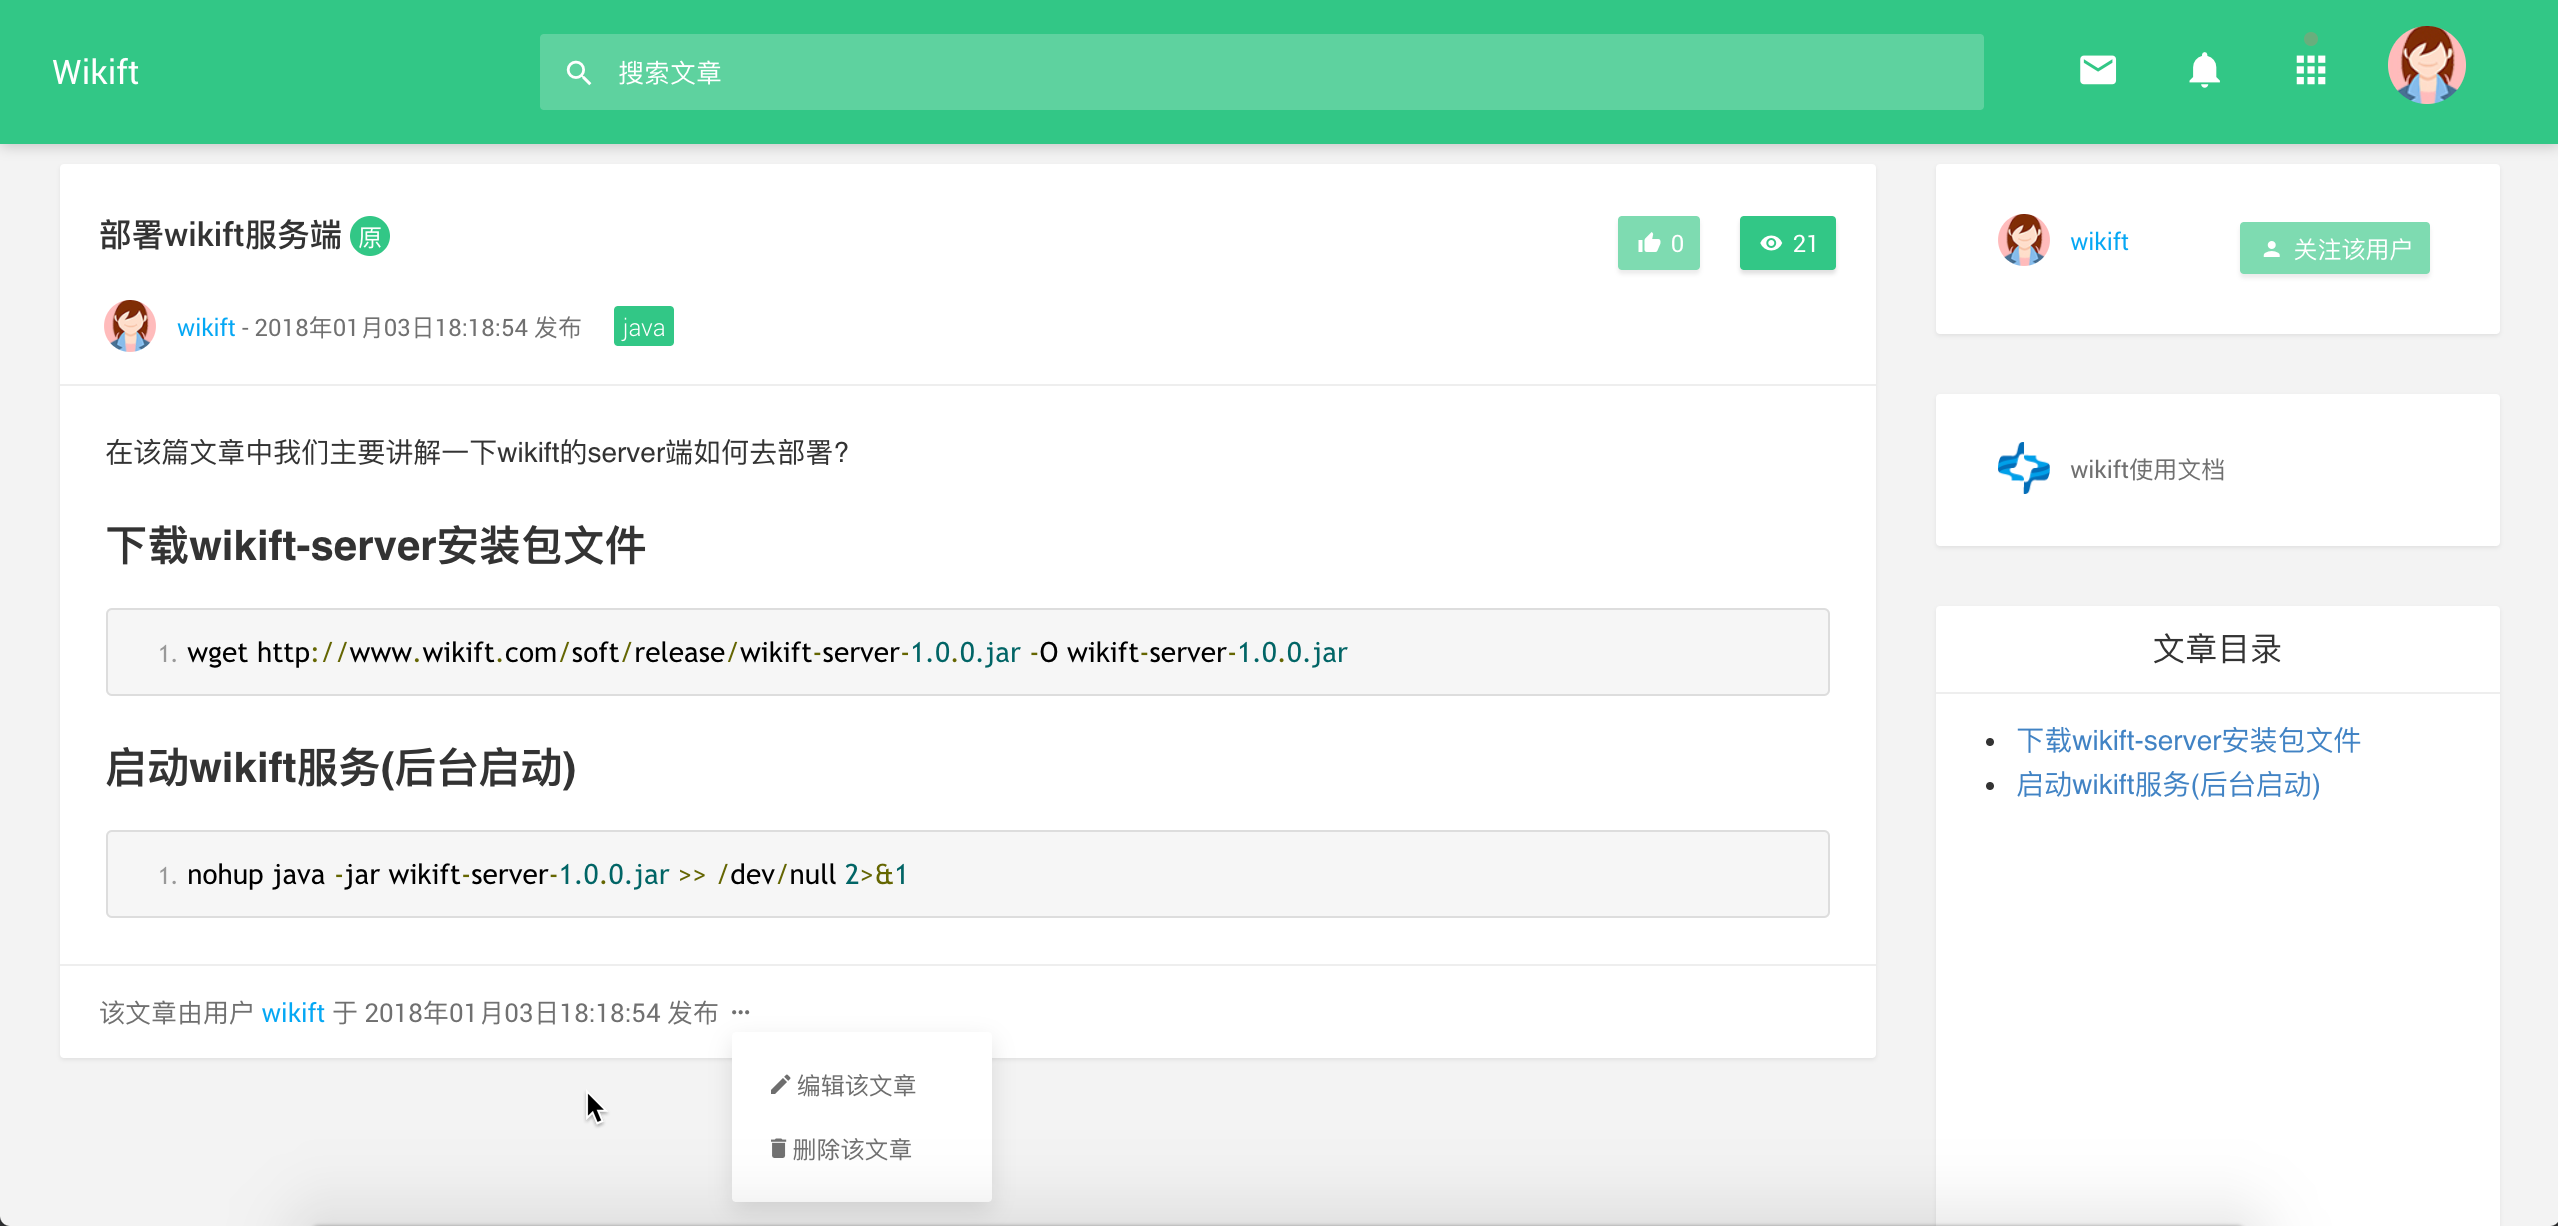 Wikift
搜索文章
部署wikift服务端 原
0
21
wikift - 2018年01月03日18:18:54 发布 java
在该篇文章中我们主要讲解一下wikift的server端如何去部署?
下载wikift-server安装包文件
1. wget http://www.wikift.com/soft/release/wikift-server-1.0.0.jar -O wikift-server-1.0.0.jar
启动wikift服务(后台启动)
1. nohup java -jar wikift-server-1.0.0.jar >> /dev/null 2>&1
该文章由用户 wikift 于 2018年01月03日18:18:54 发布 ···
编辑该文章
删除该文章
wikift
关注该用户
wikift使用文档
文章目录
• 下载wikift-server安装包文件
• 启动wikift服务(后台启动)